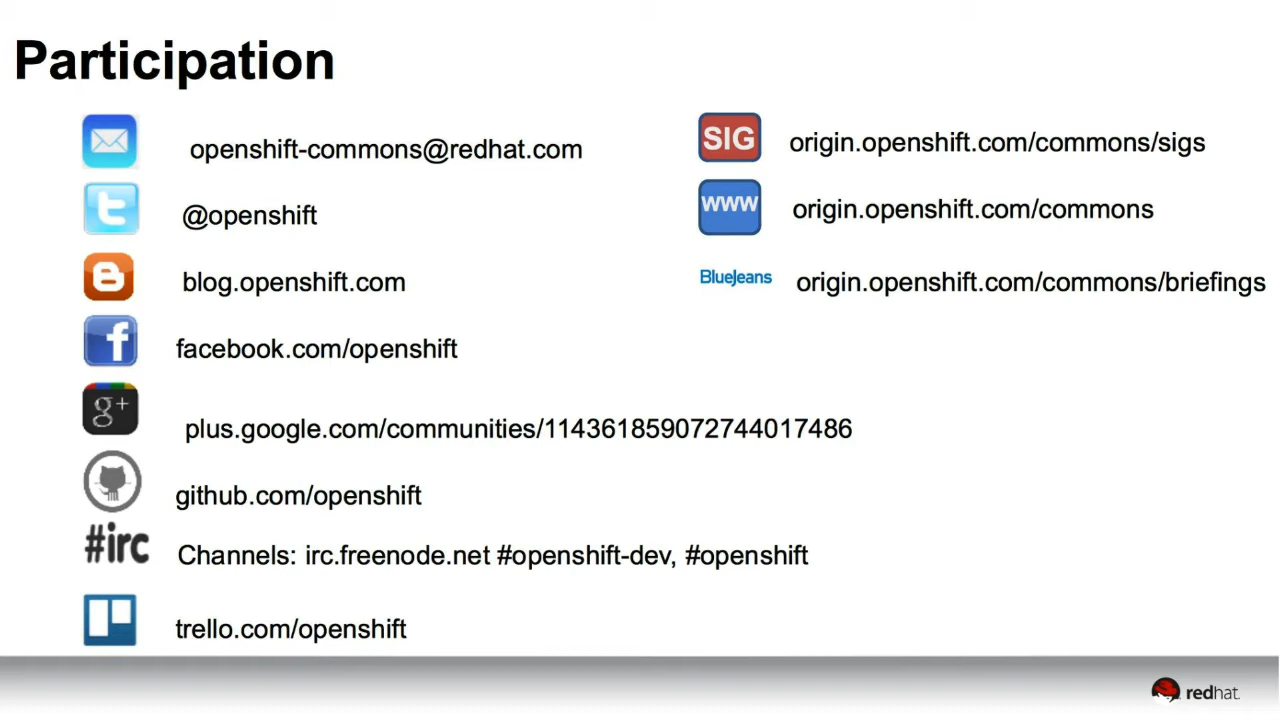 Participation
openshift-commons@redhat.com
@openshift
blog.openshift.com
facebook.com/openshift
g+
plus.google.com/communities/114361859072744017486
github.com/openshift
#irc
Channels: irc.freenode.net #openshift-dev, #openshift
trello.com/openshift
SIG
origin.openshift.com/commons/sigs
www
origin.openshift.com/commons
BlueJeans
origin.openshift.com/commons/briefings
redhat.